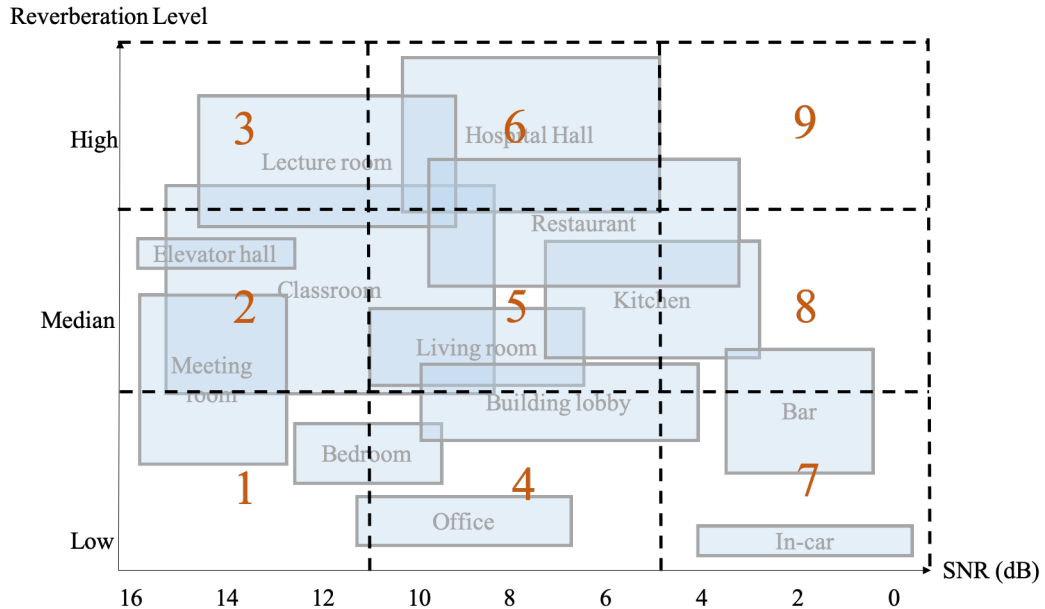 Reverberation Level
High
3
6
9
Hospital Hall
Lecture room
Restaurant
Elevator hall
Classroom
Kitchen
Median
2
5
8
Living room
Meeting
room
Building lobby
Bar
Bedroom
1
4
7
Office
Low
In-car
SNR (dB)
16 14 12 10 8 6 4 2 0